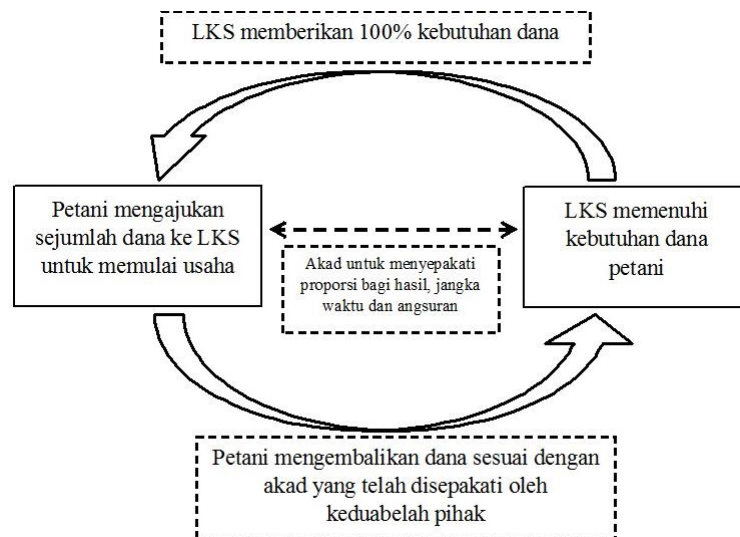 LKS memberikan 100% kebutuhan dana
Petani mengajukan
sejumlah dana ke LKS
untuk memulai usaha
LKS memenuhi
kebutuhan dana
petani
Akad untuk menyepakati
proporsi bagi hasil, jangka
waktu dan angsuran
Petani mengembalikan dana sesuai dengan
akad yang telah disepakati oleh
keduabelah pihak